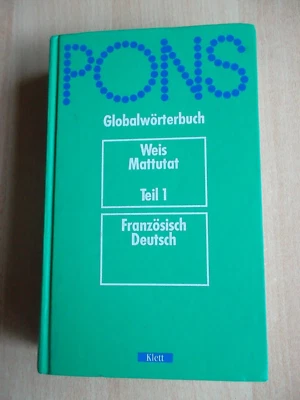 PONS
Globalwörterbuch
Weis
Mattutat
Teil 1
Französisch
Deutsch
Klett